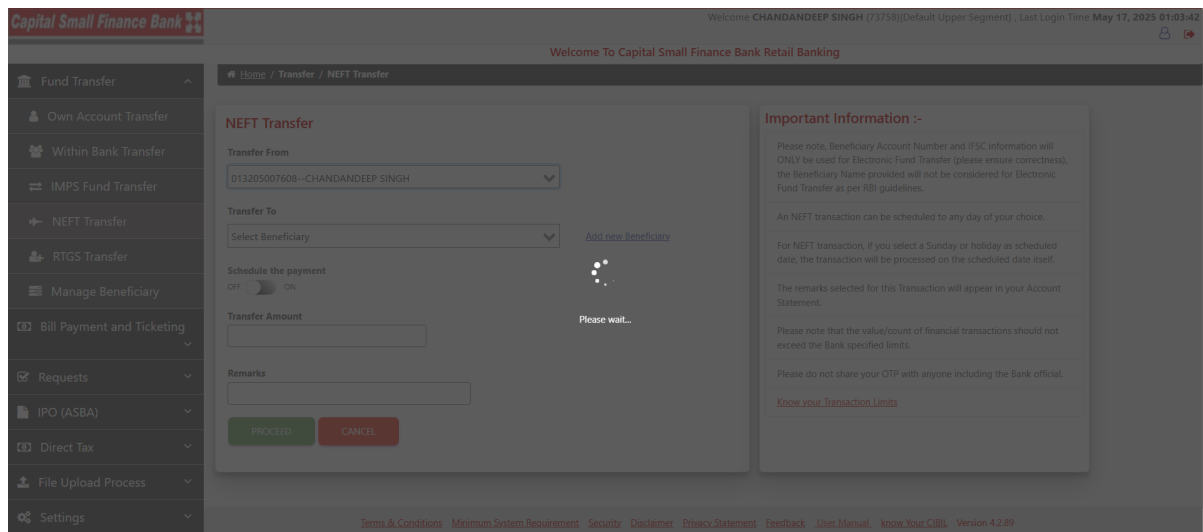 Capital Small Finance Bank
Welcome CHANDANDEEP SINGH (73758)(Default Upper Segment) , Last Login Time May 17, 2025 01:03:42
Welcome To Capital Small Finance Bank Retail Banking
Fund Transfer
Own Account Transfer
Within Bank Transfer
IMPS Fund Transfer
NEFT Transfer
RTGS Transfer
Manage Beneficiary
Bill Payment and Ticketing
Requests
IPO (ASBA)
Direct Tax
File Upload Process
Settings
Home / Transfer / NEFT Transfer
NEFT Transfer
Transfer From
013205007608--CHANDANDEEP SINGH
Transfer To
Select Beneficiary
Add new Beneficiary
Schedule the payment
OFF ON
Transfer Amount
Remarks
PROCEED CANCEL
Please wait...
Important Information :-
Please note, Beneficiary Account Number and IFSC information will
ONLY be used for Electronic Fund Transfer (please ensure correctness),
the Beneficiary Name provided will not be considered for Electronic
Fund Transfer as per RBI guidelines.
An NEFT transaction can be scheduled to any day of your choice.
For NEFT transaction, if you select a Sunday or holiday as scheduled
date, the transaction will be processed on the scheduled date itself.
The remarks selected for this Transaction will appear in your Account
Statement.
Please note that the value/count of financial transactions should not
exceed the Bank specified limits.
Please do not share your OTP with anyone including the Bank official.
Know your Transaction Limits
Terms & Conditions Minimum System Requirement Security Disclaimer Privacy Statement Feedback User Manual know Your CIBIL Version 4.2.89